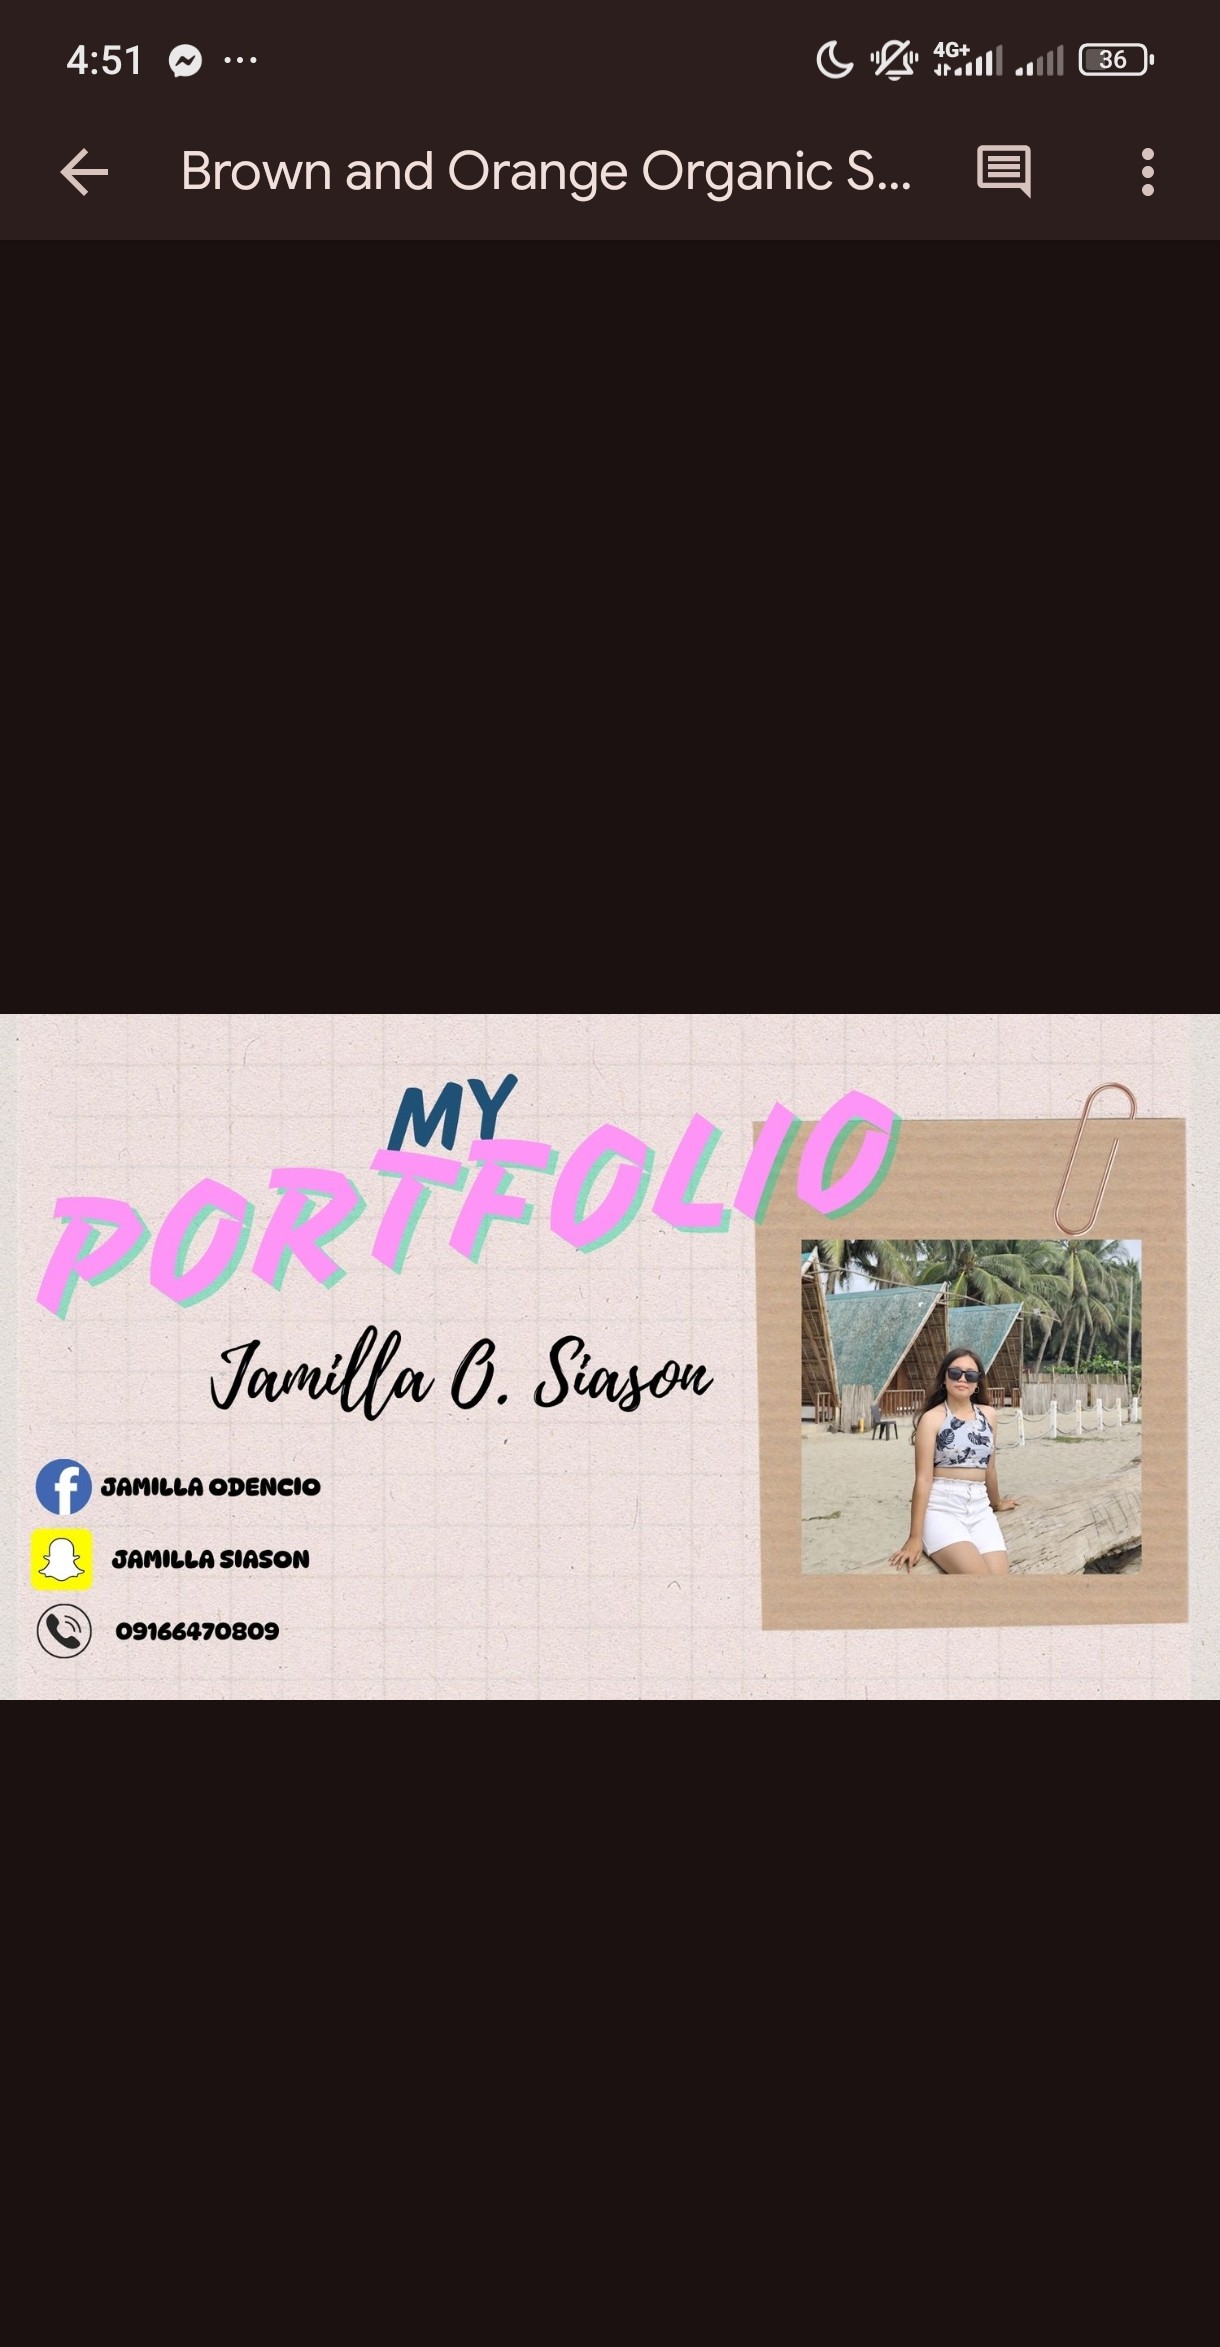 4:51
4G+
36
Brown and Orange Organic S...
MY
PORTFOLIO
Jamilla O. Siason
JAMILLA ODENCIO
JAMILLA SIASON
09166470809